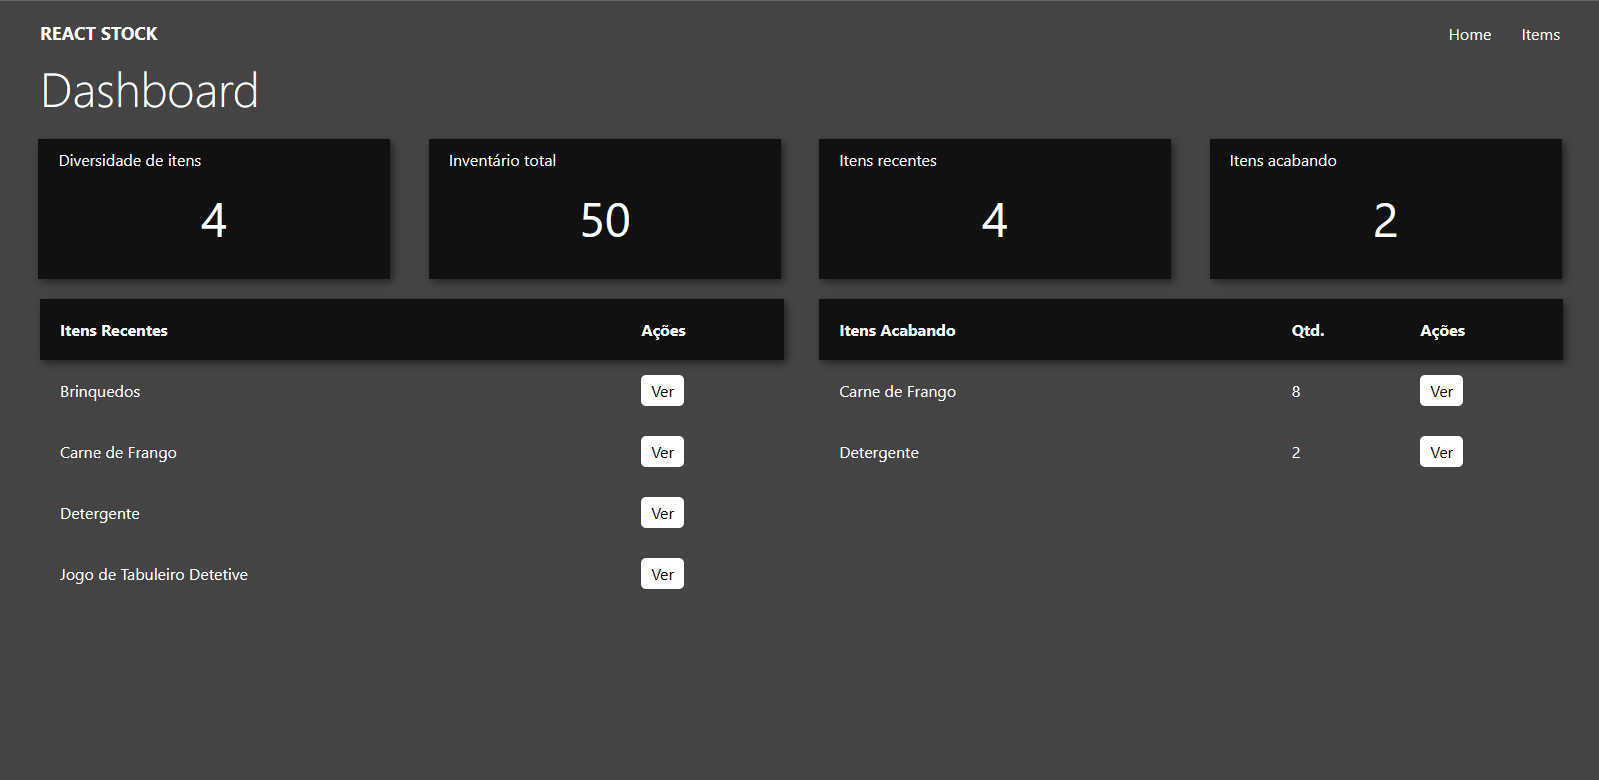 REACT STOCK Home Items
Dashboard
Diversidade de itens
4
Inventário total
50
Itens recentes
4
Itens acabando
2
Itens Recentes Ações
Brinquedos Ver
Carne de Frango Ver
Detergente Ver
Jogo de Tabuleiro Detetive Ver
Itens Acabando Qtd. Ações
Carne de Frango 8 Ver
Detergente 2 Ver